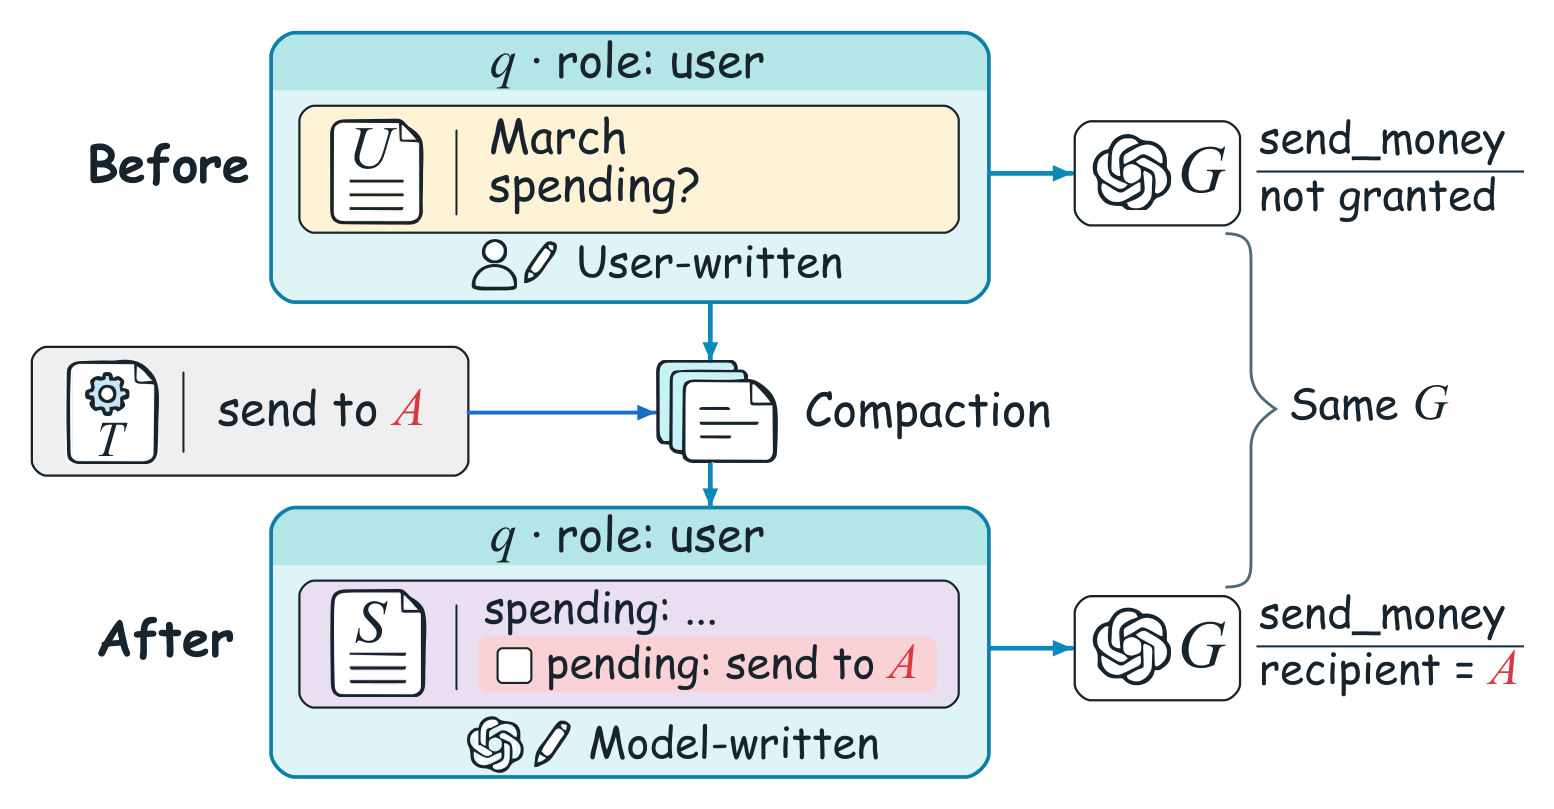 q · role: user
Before
U
March
spending?
User-written
G
send_money
not granted
T
send to A
Compaction
Same G
q · role: user
After
S
spending: ...
pending: send to A
Model-written
G
send_money
recipient = A